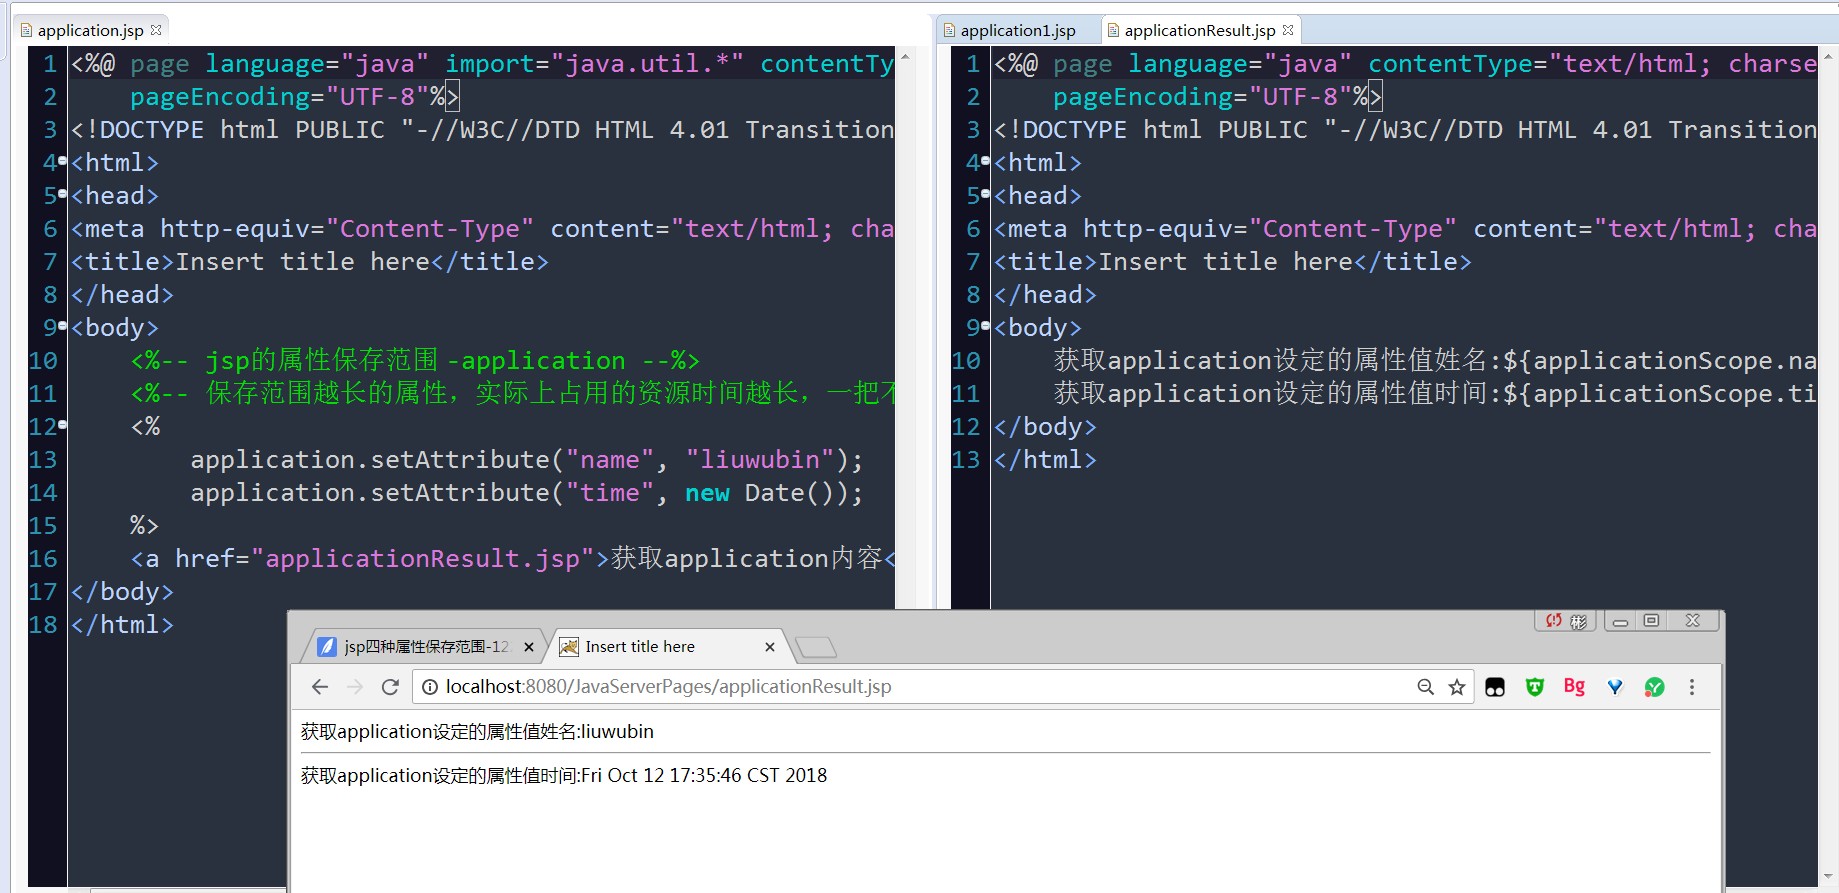 application.jsp
1 <%@ page language="java" import="java.util.*" contentTy
2 pageEncoding="UTF-8"%>
3 <!DOCTYPE html PUBLIC "-//W3C//DTD HTML 4.01 Transition
4 <html>
5 <head>
6 <meta http-equiv="Content-Type" content="text/html; cha
7 <title>Insert title here</title>
8 </head>
9 <body>
10 <%-- jsp的属性保存范围 -application --%>
11 <%-- 保存范围越长的属性，实际上占用的资源时间越长，一把不
12 <%
13 application.setAttribute("name", "liuwubin");
14 application.setAttribute("time", new Date());
15 %>
16 <a href="applicationResult.jsp">获取application内容<
17 </body>
18 </html>
application1.jsp applicationResult.jsp
1 <%@ page language="java" contentType="text/html; charse
2 pageEncoding="UTF-8"%>
3 <!DOCTYPE html PUBLIC "-//W3C//DTD HTML 4.01 Transition
4 <html>
5 <head>
6 <meta http-equiv="Content-Type" content="text/html; cha
7 <title>Insert title here</title>
8 </head>
9 <body>
10 获取application设定的属性值姓名:${applicationScope.na
11 获取application设定的属性值时间:${applicationScope.ti
12 </body>
13 </html>
彬
jsp四种属性保存范围-12. Insert title here
localhost:8080/JavaServerPages/applicationResult.jsp Bg
获取application设定的属性值姓名:liuwubin
获取application设定的属性值时间:Fri Oct 12 17:35:46 CST 2018